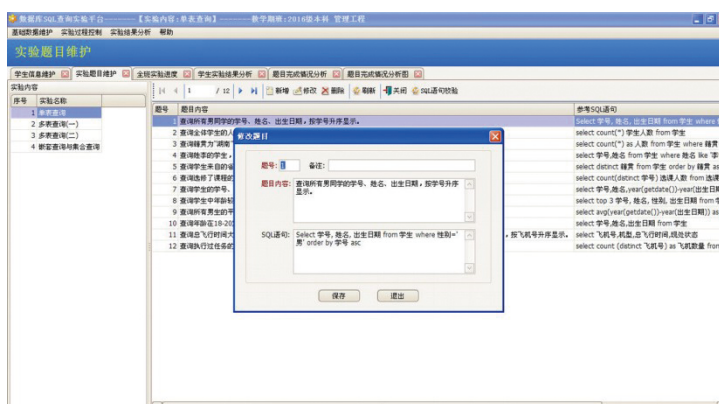 数据库SQL查询实验平台-----【实验内容:单表查询】--------教学期班:2016级本科 管理工程
基础数据维护 实验过程控制 实验结果分析 帮助
实验题目维护
学生信息维护 实验题目维护 全班实验进度 学生实验结果分析 题目完成情况分析 题目完成情况分析图
实验内容
序号 实验名称
1 单表查询
2 多表查询(一)
3 多表查询(二)
4 嵌套查询与集合查询
1 / 12 新增 修改 删除 刷新 关闭 SQL语句校验
题号 题目内容 参考SQL语句
1 查询所有男同学的学号、姓名、出生日期，按学号升序显示。 Select 学号, 姓名, 出生日期 from 学生 where
2 查询全体学生的人 select count(*) 学生人数 from 学生
3 查询籍贯为"湖南" select count(*) as 人数 from 学生 where 籍贯
4 查询姓李的学生， select 学号,姓名 from 学生 where 姓名 like '李
5 查询学生来自的省 select distinct 籍贯 from 学生 order by 籍贯 as
6 查询选修了课程的 select count(distinct 学号) 选课人数 from 选课
7 查询学生的学号、 select 学号,姓名,year(getdate())-year(出生日期
8 查询学生中年龄较 select top 3 学号, 姓名, 性别, 出生日期 from
9 查询所有男生的平 select avg(year(getdate())-year(出生日期)) as
10 查询年龄在18-20 select 学号,姓名,出生日期 from 学生
11 查询总飞行时间大 ，按飞机号升序显示。 select 飞机号,机型,总飞行时间,现处状态
12 查询执行过任务的 select count (distinct 飞机号) as 飞机数量 from
修改题目
题号: 1 备注:
题目内容: 查询所有男同学的学号、姓名、出生日期，按学号升序
显示。
SQL语句: Select 学号, 姓名, 出生日期 from 学生 where 性别='
男' order by 学号 asc
保存 退出